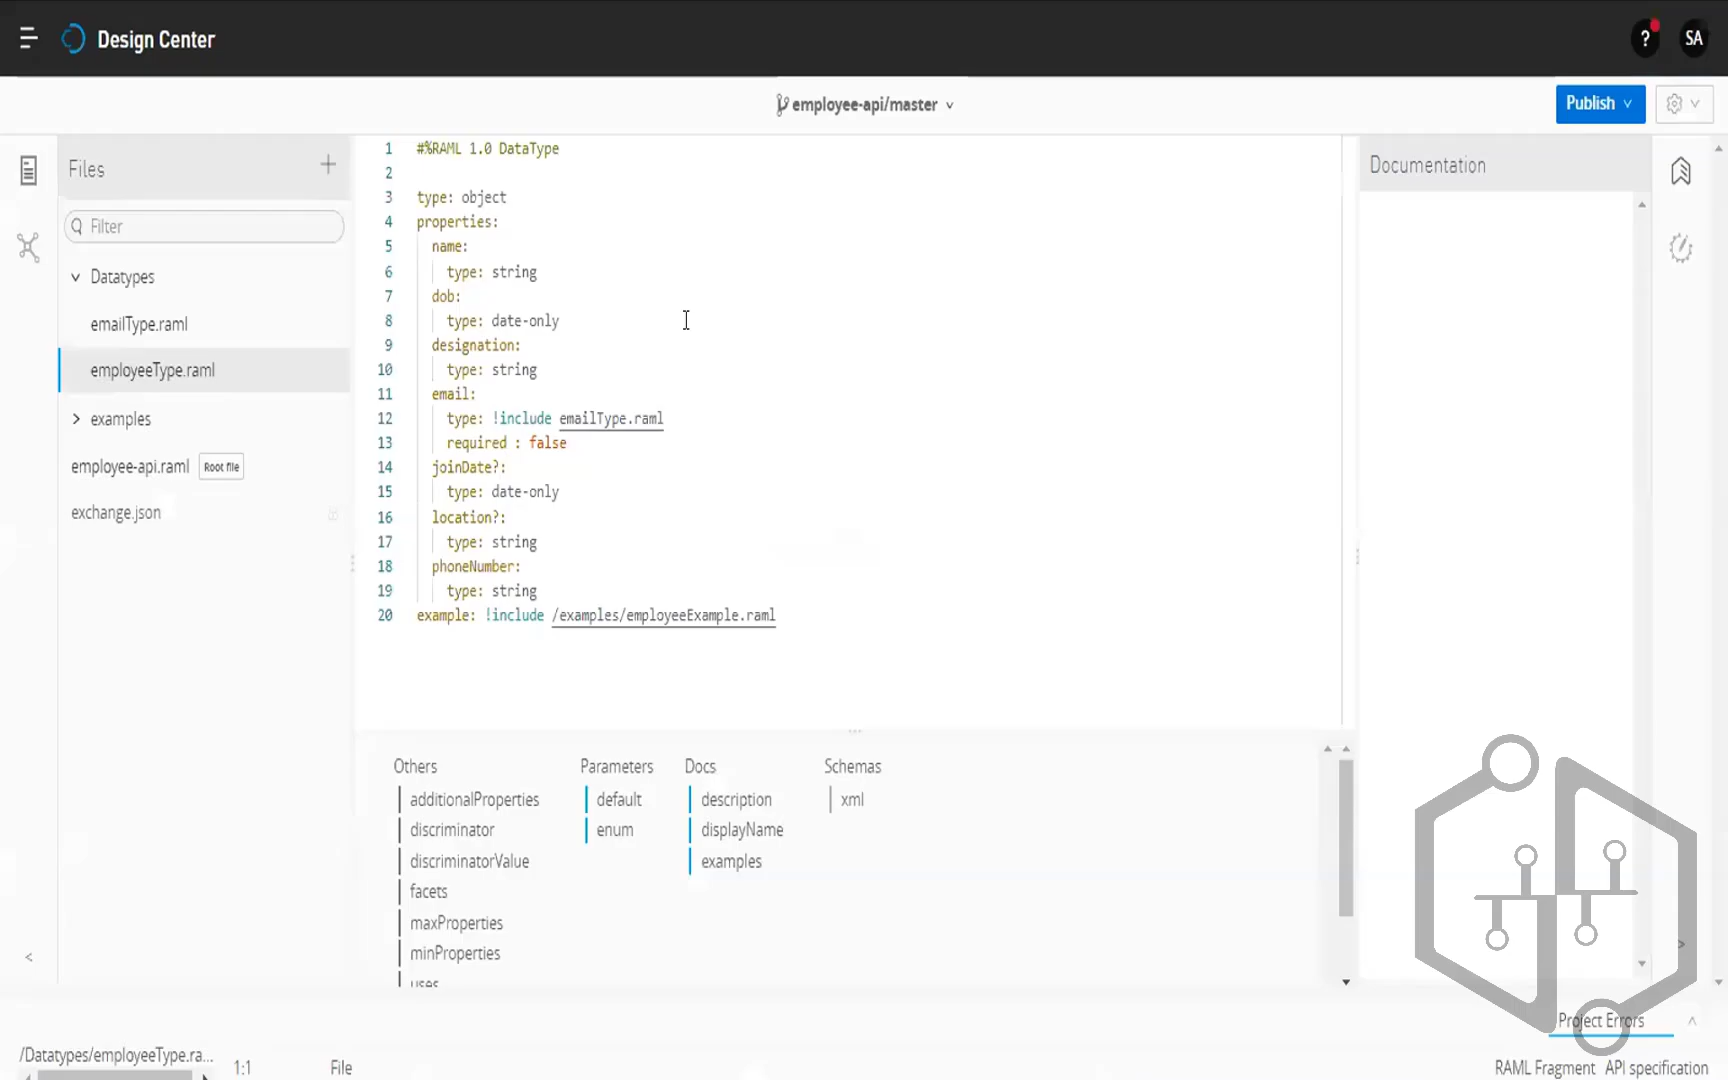 Design Center
?
SA
employee-api/master
Publish
Files
Filter
Datatypes
emailType.raml
employeeType.raml
examples
employee-api.raml Root file
exchange.json
1 #%RAML 1.0 DataType
2
3 type: object
4 properties:
5 name:
6 type: string
7 dob:
8 type: date-only
9 designation:
10 type: string
11 email:
12 type: !include emailType.raml
13 required : false
14 joinDate?:
15 type: date-only
16 location?:
17 type: string
18 phoneNumber:
19 type: string
20 example: !include /examples/employeeExample.raml
Documentation
Others
additionalProperties
discriminator
discriminatorValue
facets
maxProperties
minProperties
uses
Parameters
default
enum
Docs
description
displayName
examples
Schemas
xml
Project Errors
/Datatypes/employeeType.ra...
1:1
File
RAML Fragment
API specification